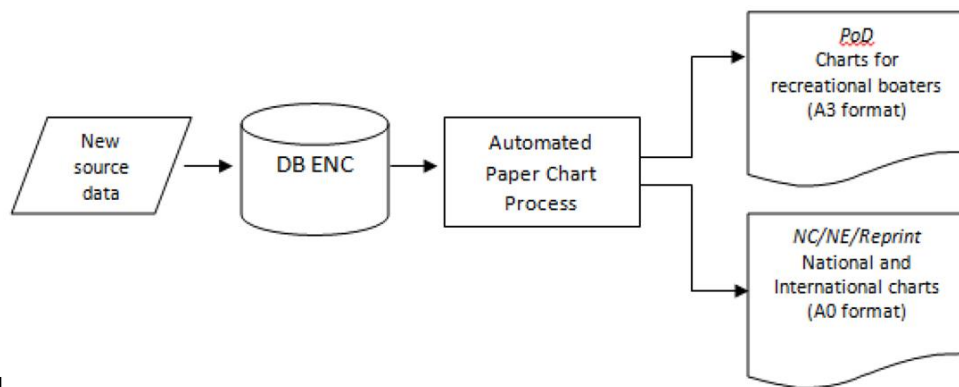 New
source
data
DB ENC
Automated
Paper Chart
Process
PoD
Charts for
recreational boaters
(A3 format)
NC/NE/Reprint
National and
International charts
(A0 format)